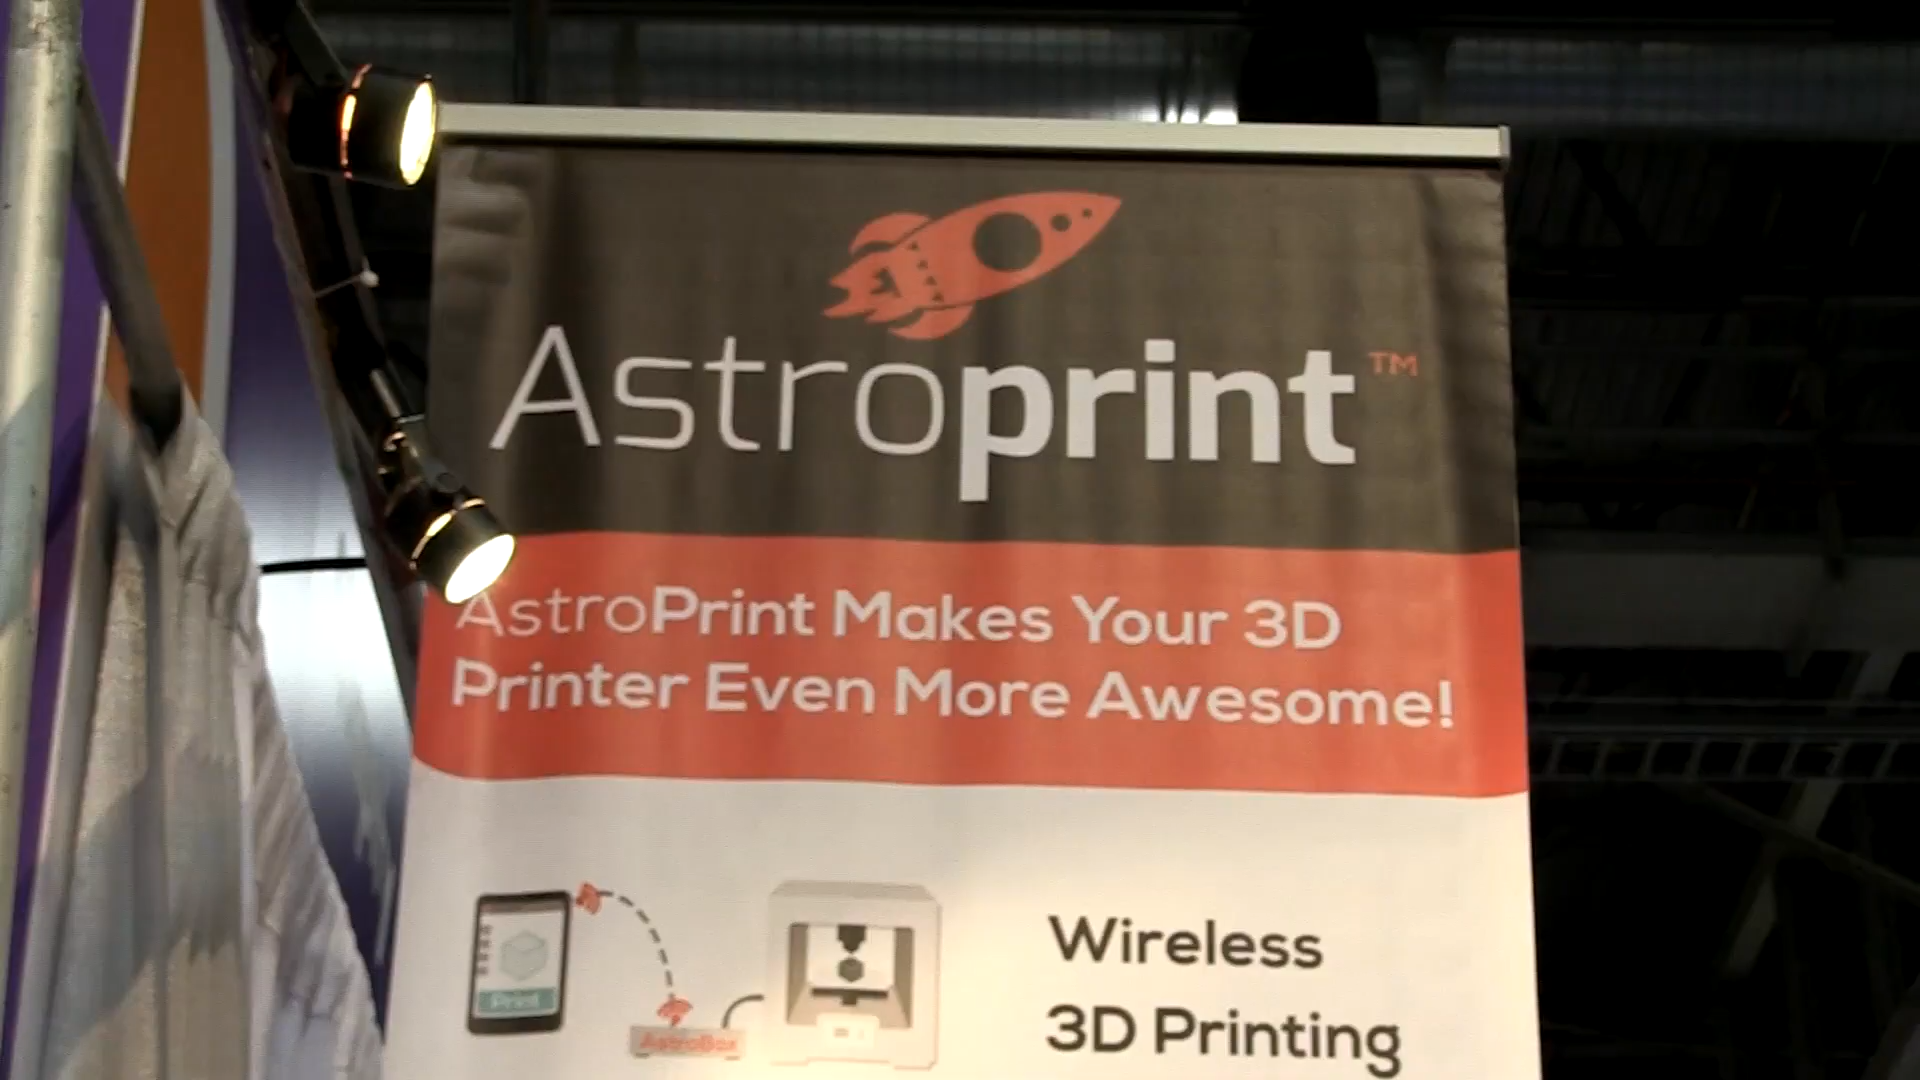 Astroprint™
AstroPrint Makes Your 3D
Printer Even More Awesome!
Print
AstroBox
Wireless
3D Printing